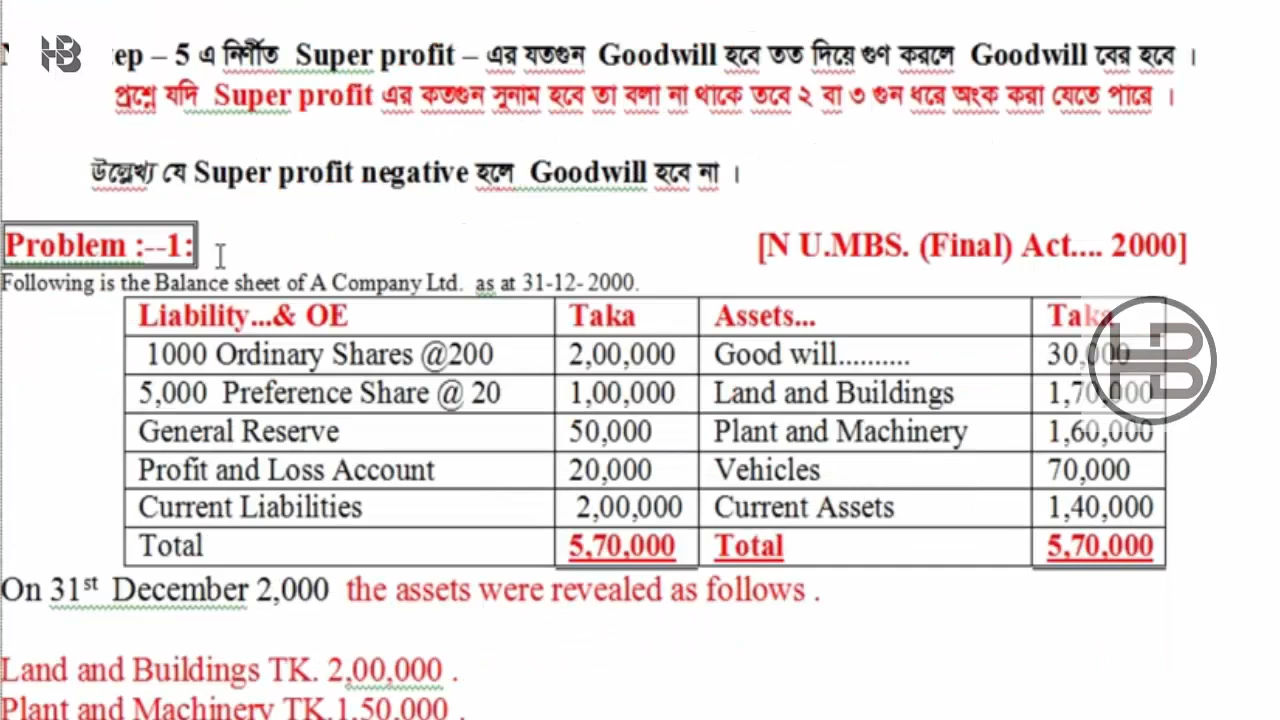 HB
ep – 5 এ নির্ণীত Super profit – এর যতগুন Goodwill হবে তত দিয়ে গুণ করলে Goodwill বের হবে ।
প্রশ্নে যদি Super profit এর কতগুন সুনাম হবে তা বলা না থাকে তবে ২ বা ৩ গুন ধরে অংক করা যেতে পারে ।
উল্লেখ্য যে Super profit negative হলে Goodwill হবে না ।
Problem :--1: [N U.MBS. (Final) Act.... 2000]
Following is the Balance sheet of A Company Ltd. as at 31-12- 2000.
Liability...& OE Taka Assets... Taka
1000 Ordinary Shares @200 2,00,000 Good will.......... 30,000
5,000 Preference Share @ 20 1,00,000 Land and Buildings 1,70,000
General Reserve 50,000 Plant and Machinery 1,60,000
Profit and Loss Account 20,000 Vehicles 70,000
Current Liabilities 2,00,000 Current Assets 1,40,000
Total 5,70,000 Total 5,70,000
On 31st December 2,000 the assets were revealed as follows .
Land and Buildings TK. 2,00,000 .
Plant and Machinery TK.1,50,000 .